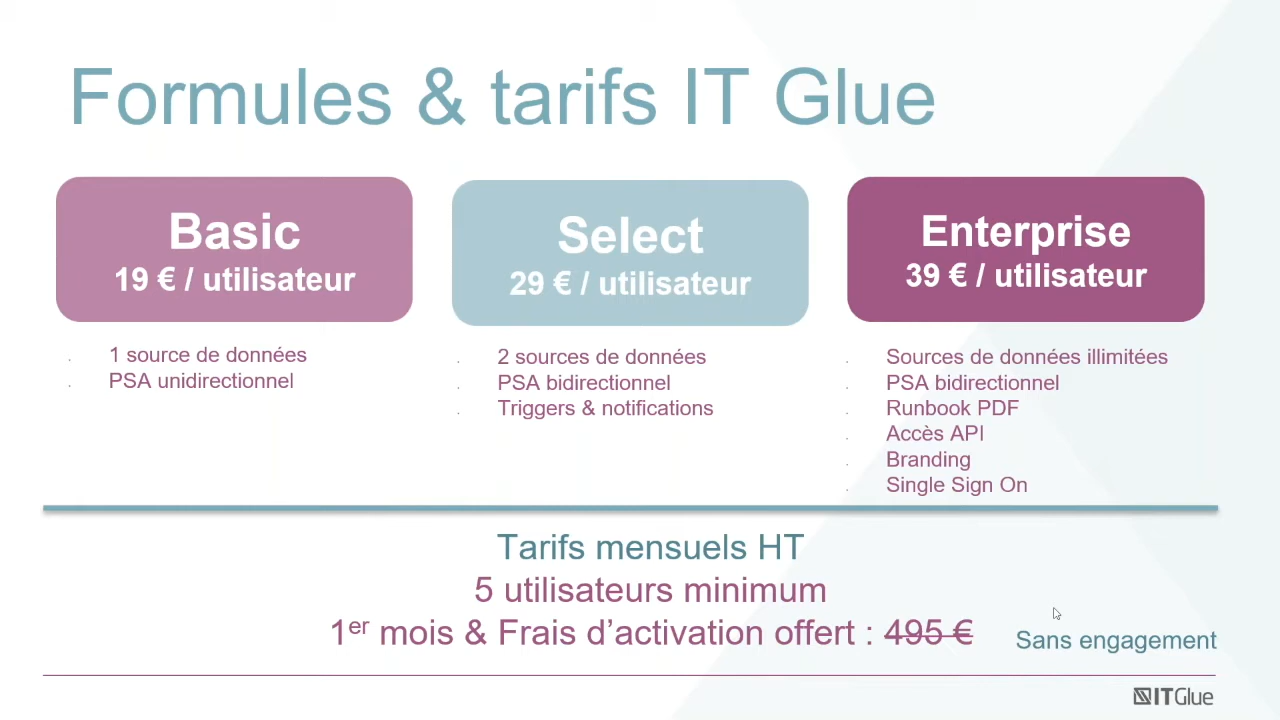 Formules & tarifs IT Glue
Basic
19 € / utilisateur
1 source de données
PSA unidirectionnel
Select
29 € / utilisateur
2 sources de données
PSA bidirectionnel
Triggers & notifications
Enterprise
39 € / utilisateur
Sources de données illimitées
PSA bidirectionnel
Runbook PDF
Accès API
Branding
Single Sign On
Tarifs mensuels HT
5 utilisateurs minimum
1er mois & Frais d’activation offert : 495 €
Sans engagement
ITGlue